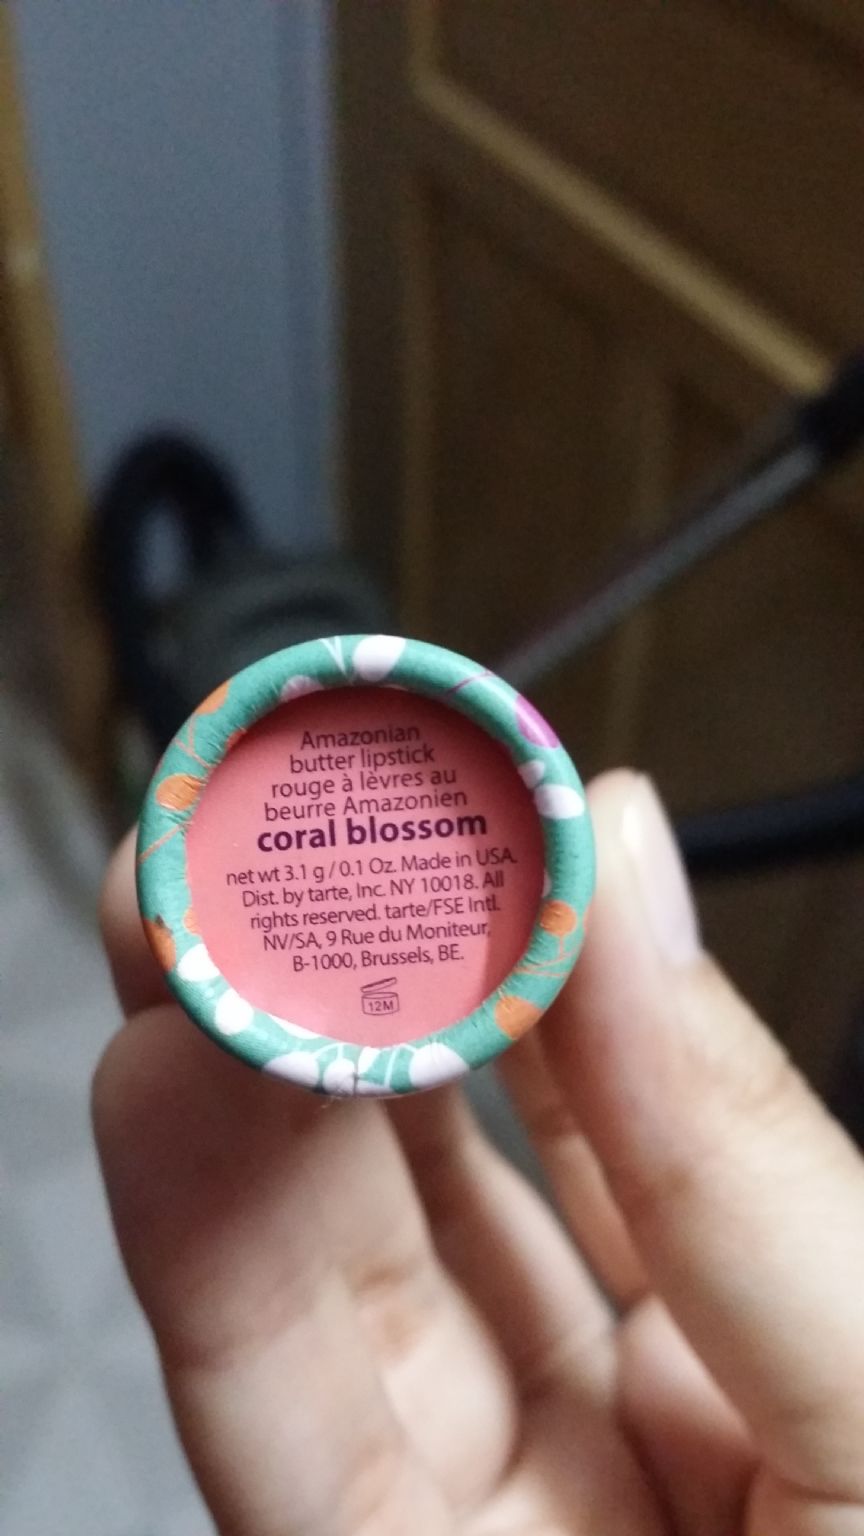 Amazonian
butter lipstick
rouge à lèvres au
beurre Amazonien
coral blossom
net wt 3.1 g / 0.1 Oz. Made in USA.
Dist. by tarte, Inc. NY 10018. All
rights reserved. tarte/FSE Intl.
NV/SA, 9 Rue du Moniteur,
B-1000, Brussels, BE.
12M